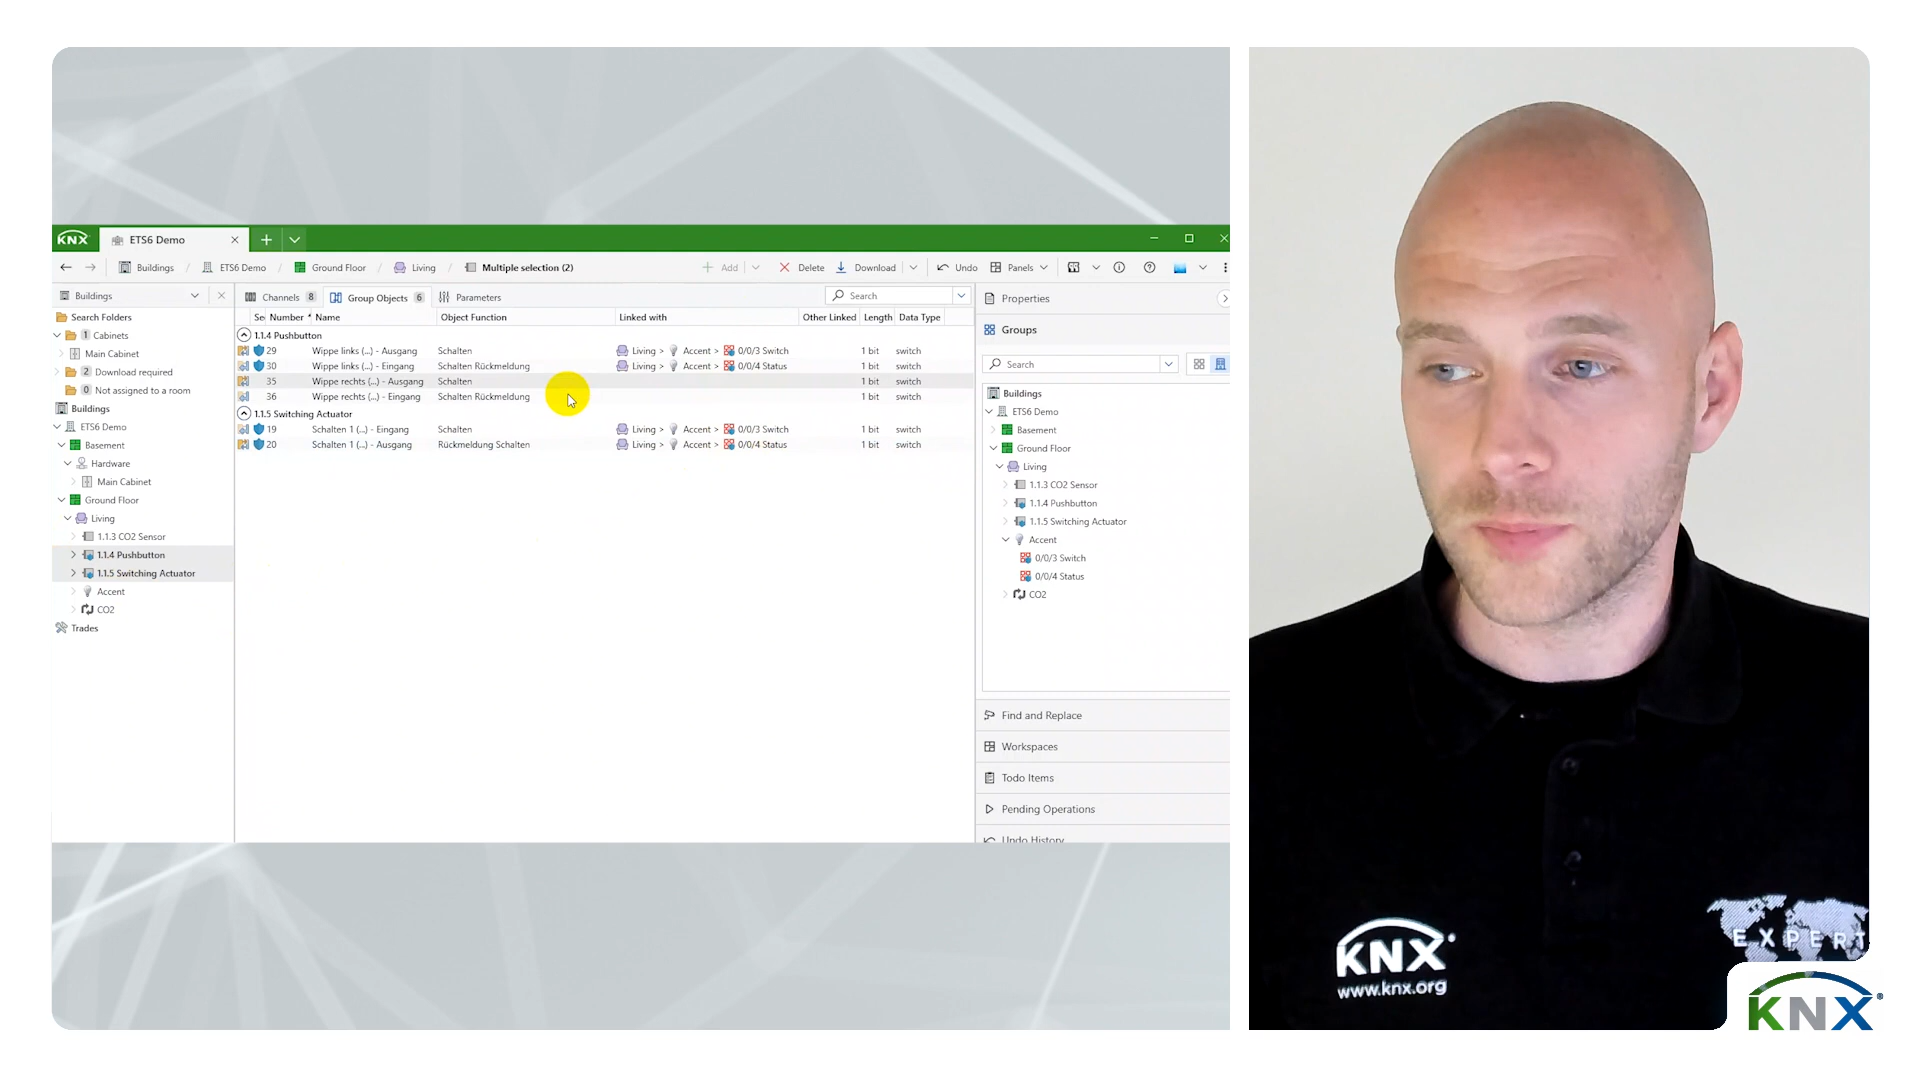 KNX ETS6 Demo
Buildings / ETS6 Demo / Ground Floor / Living / Multiple selection (2) Add Delete Download Undo Panels
Buildings
Channels 8 Group Objects 6 Parameters Search
Properties
Search Folders
Se Number Name Object Function Linked with Other Linked Length Data Type
1 Cabinets
Main Cabinet
2 Download required
0 Not assigned to a room
Buildings
ETS6 Demo
Basement
Hardware
Main Cabinet
Ground Floor
Living
1.1.3 CO2 Sensor
1.1.4 Pushbutton
1.1.5 Switching Actuator
Accent
CO2
Trades
1.1.4 Pushbutton
29 Wippe links (...) - Ausgang Schalten Living > Accent > 0/0/3 Switch 1 bit switch
30 Wippe links (...) - Eingang Schalten Rückmeldung Living > Accent > 0/0/4 Status 1 bit switch
35 Wippe rechts (...) - Ausgang Schalten 1 bit switch
36 Wippe rechts (...) - Eingang Schalten Rückmeldung 1 bit switch
1.1.5 Switching Actuator
19 Schalten 1 (...) - Eingang Schalten Living > Accent > 0/0/3 Switch 1 bit switch
20 Schalten 1 (...) - Ausgang Rückmeldung Schalten Living > Accent > 0/0/4 Status 1 bit switch
Groups
Search
Buildings
ETS6 Demo
Basement
Ground Floor
Living
1.1.3 CO2 Sensor
1.1.4 Pushbutton
1.1.5 Switching Actuator
Accent
0/0/3 Switch
0/0/4 Status
CO2
Find and Replace
Workspaces
Todo Items
Pending Operations
Undo History
KNX
www.knx.org
EXPERT
KNX®